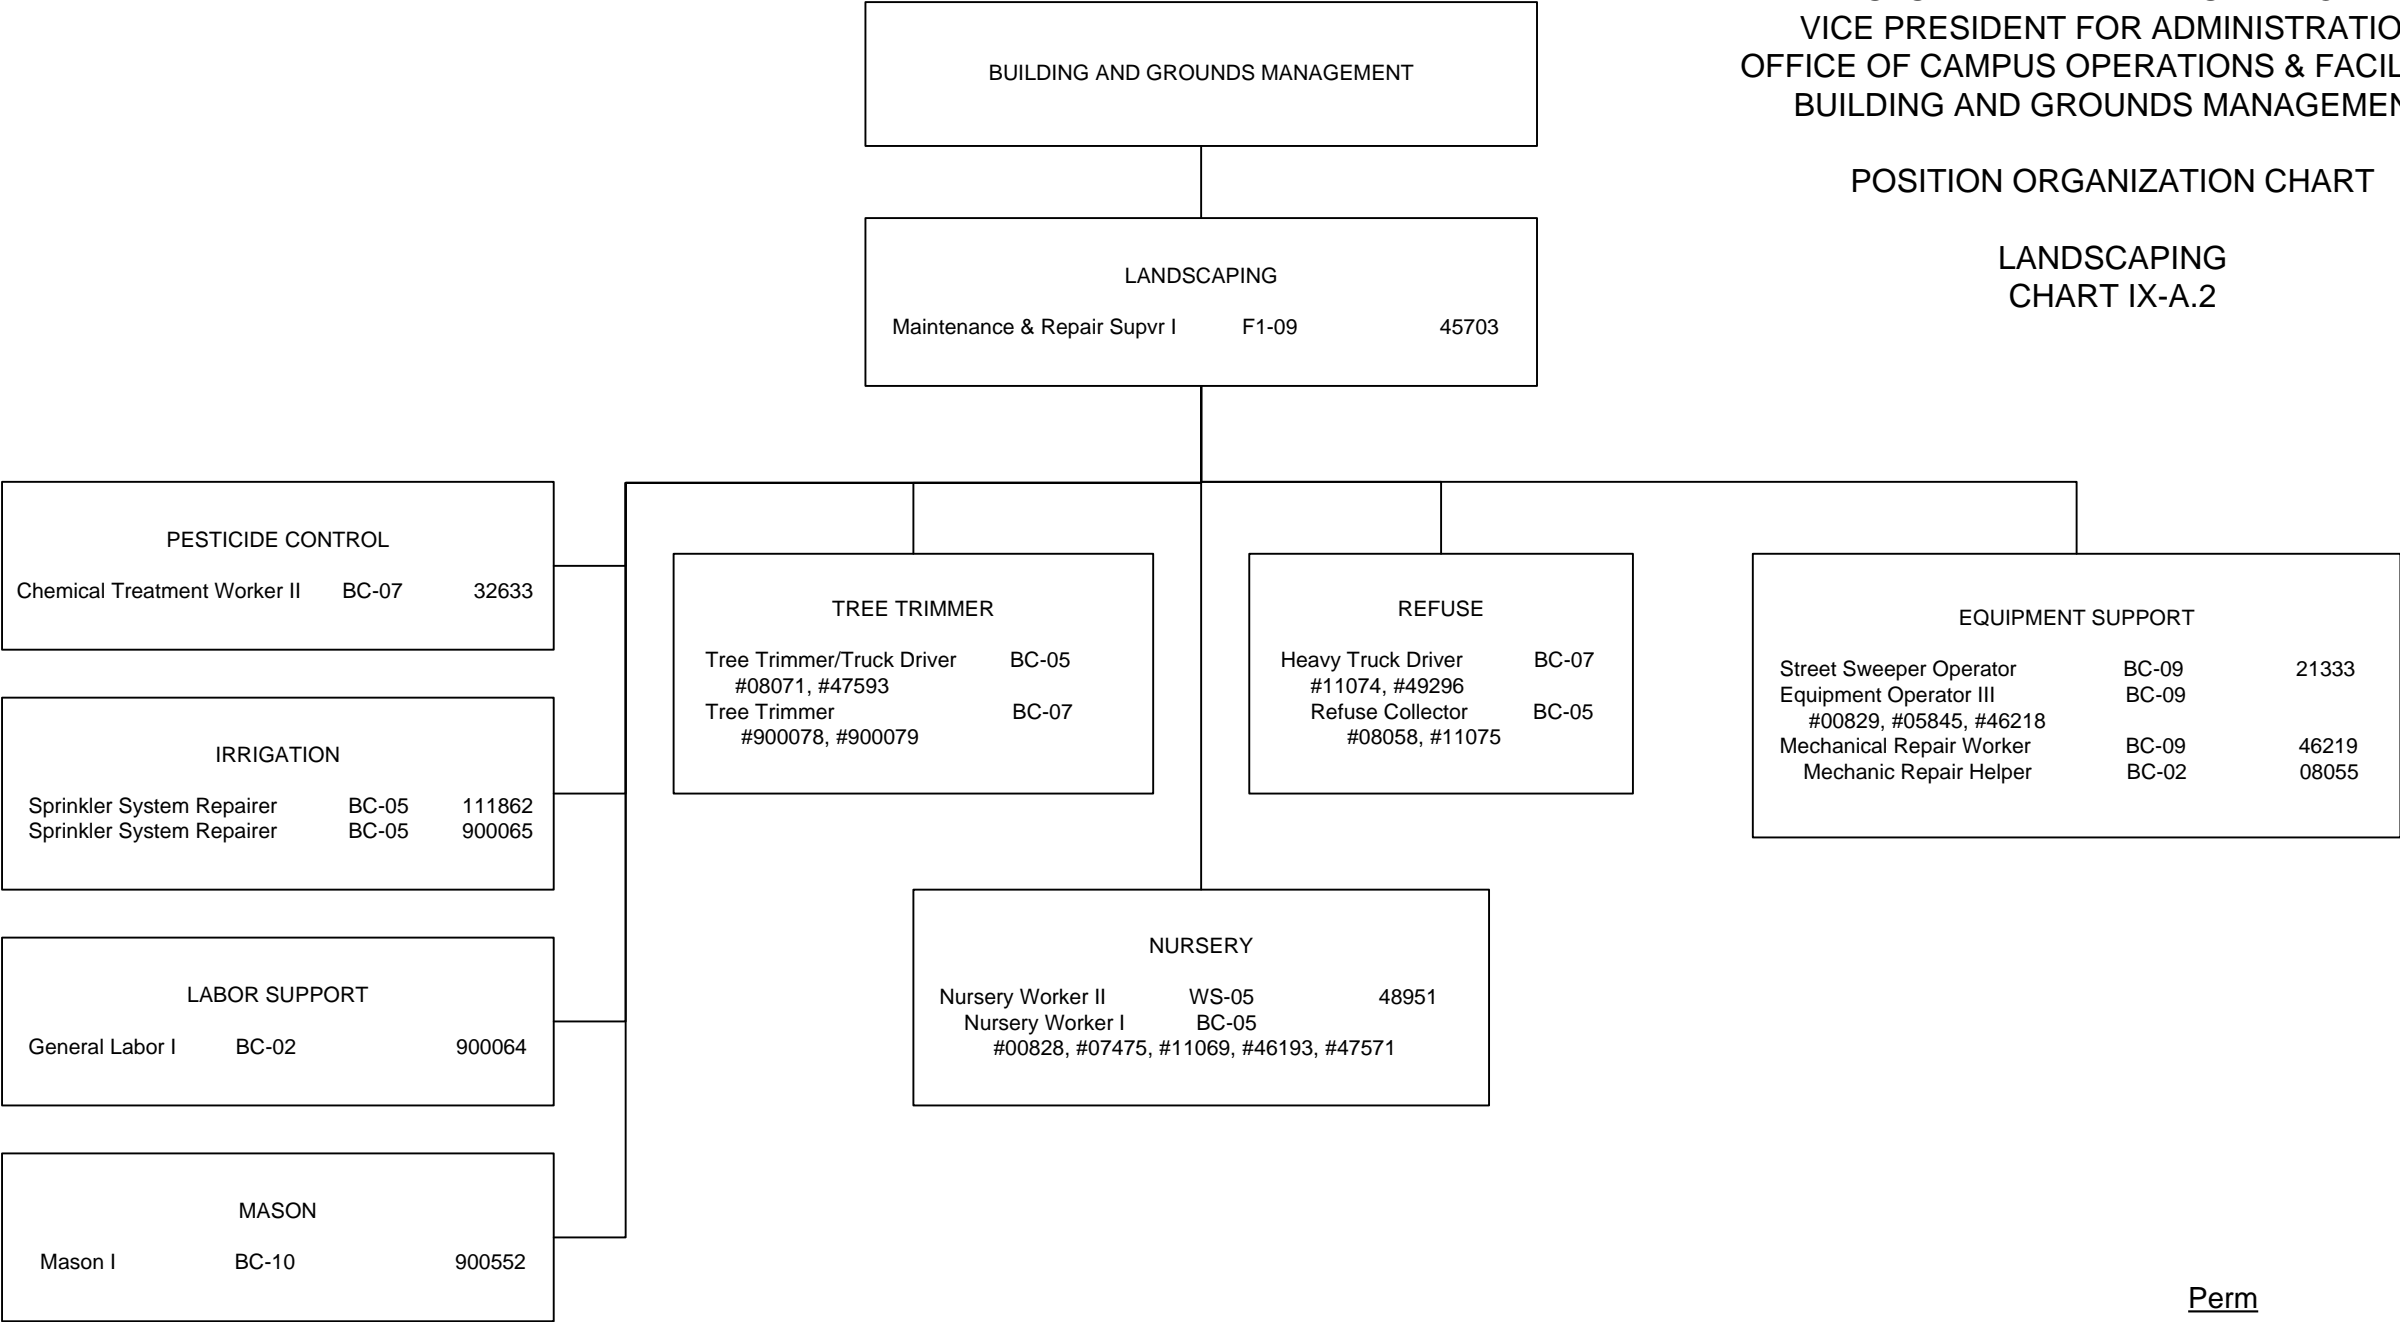 VICE PRESIDENT FOR ADMINISTRATIO
OFFICE OF CAMPUS OPERATIONS & FACIL
BUILDING AND GROUNDS MANAGEMEN
POSITION ORGANIZATION CHART
LANDSCAPING
CHART IX-A.2
BUILDING AND GROUNDS MANAGEMENT
LANDSCAPING
Maintenance & Repair Supvr I F1-09 45703
PESTICIDE CONTROL
Chemical Treatment Worker II BC-07 32633
IRRIGATION
Sprinkler System Repairer BC-05 111862
Sprinkler System Repairer BC-05 900065
LABOR SUPPORT
General Labor I BC-02 900064
MASON
Mason I BC-10 900552
TREE TRIMMER
Tree Trimmer/Truck Driver BC-05
#08071, #47593
Tree Trimmer BC-07
#900078, #900079
NURSERY
Nursery Worker II WS-05 48951
Nursery Worker I BC-05
#00828, #07475, #11069, #46193, #47571
REFUSE
Heavy Truck Driver BC-07
#11074, #49296
Refuse Collector BC-05
#08058, #11075
EQUIPMENT SUPPORT
Street Sweeper Operator BC-09 21333
Equipment Operator III BC-09
#00829, #05845, #46218
Mechanical Repair Worker BC-09 46219
Mechanic Repair Helper BC-02 08055
Perm